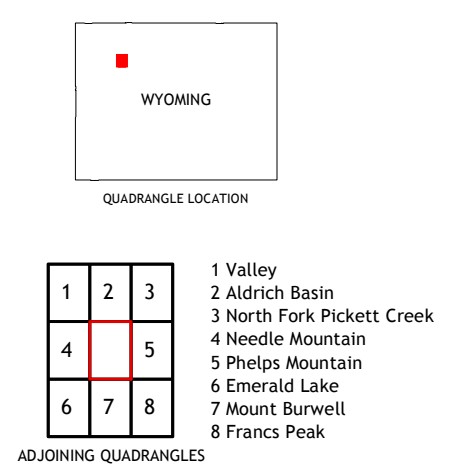 WYOMING
QUADRANGLE LOCATION
1 2 3
4 5
6 7 8
ADJOINING QUADRANGLES
1 Valley
2 Aldrich Basin
3 North Fork Pickett Creek
4 Needle Mountain
5 Phelps Mountain
6 Emerald Lake
7 Mount Burwell
8 Francs Peak